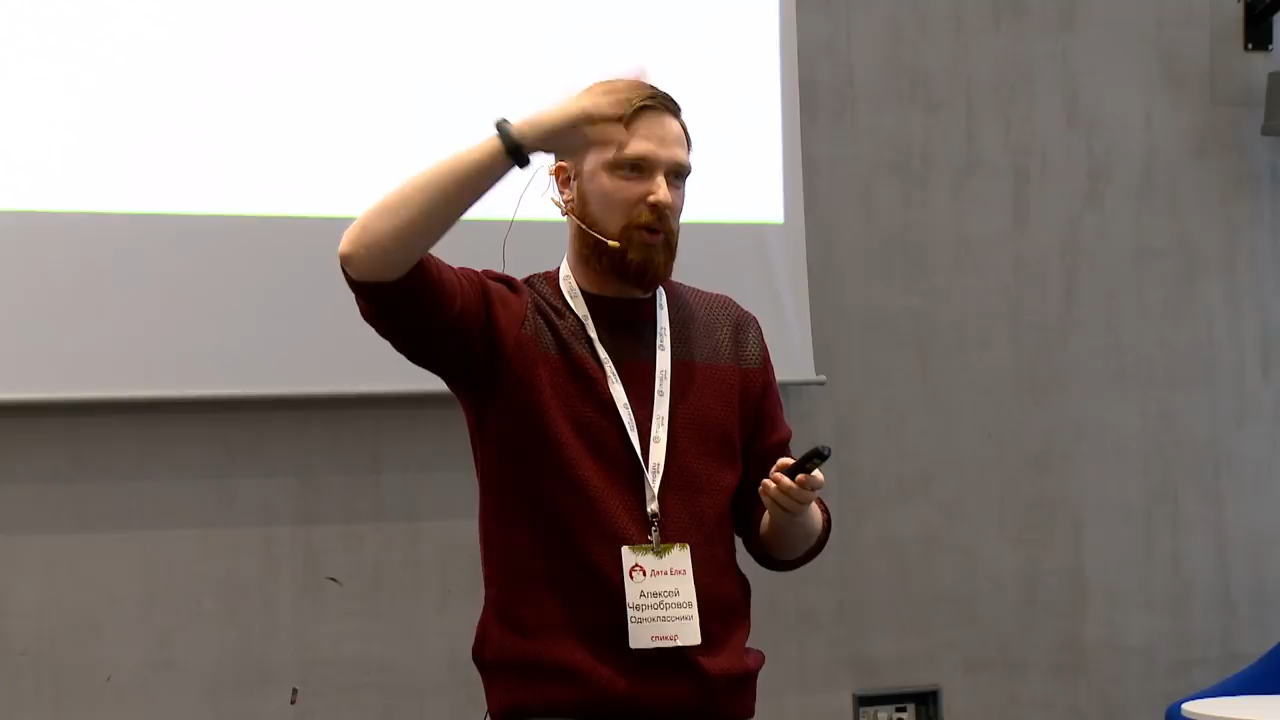 Дата Ёлка
Алексей
Чернобровов
Одноклассники
спикер